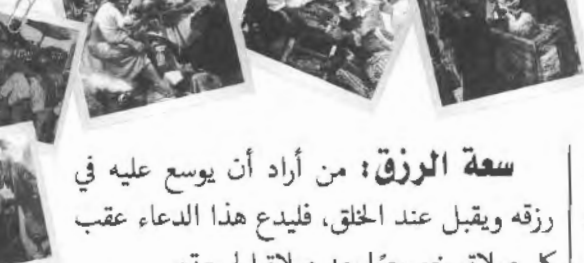 سعة الرزق: من أراد أن يوسع عليه في
رزقه ويقبل عند الخلق، فليدع هذا الدعاء عقب
كل صلاة